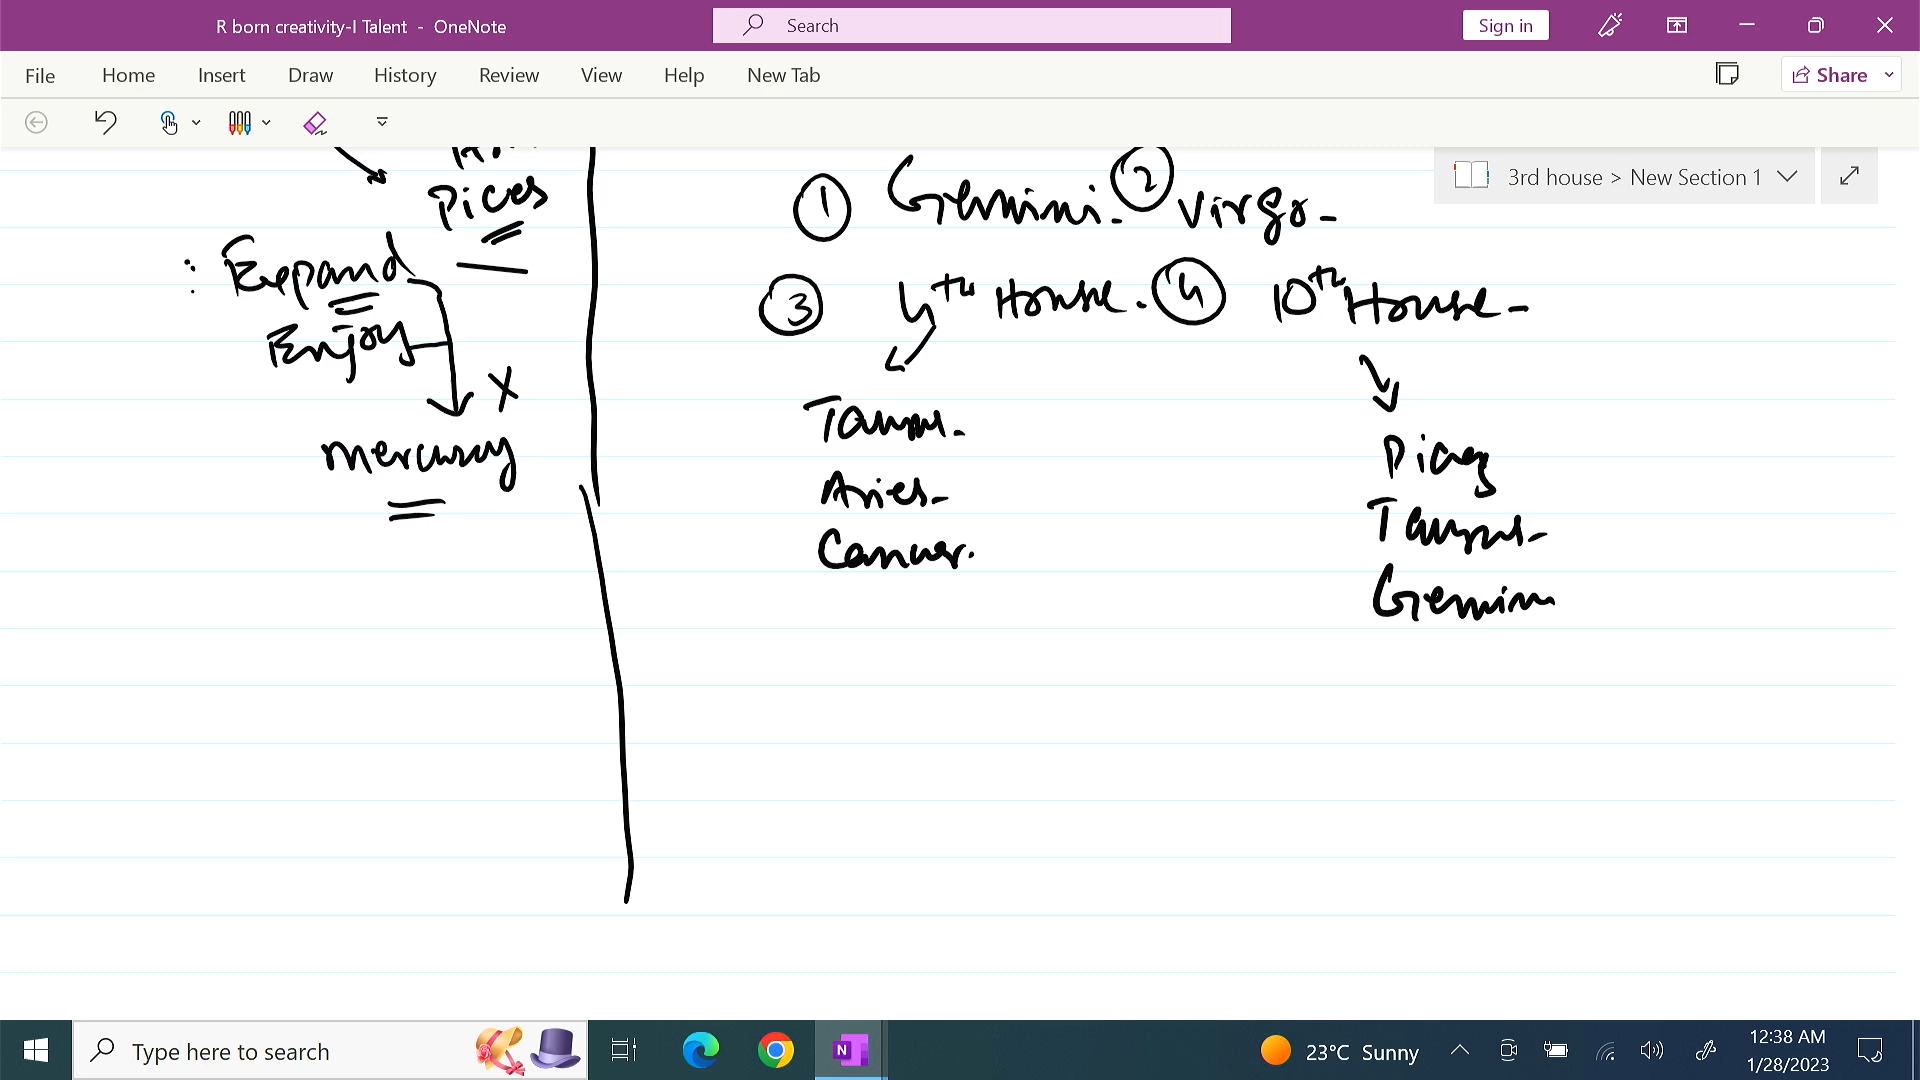 R born creativity-I Talent - OneNote
Search
Sign in
File Home Insert Draw History Review View Help New Tab
Share
3rd house > New Section 1
Pices
: Expand
Enjoy
X
mercury
① Gemini. ② Virgo-
③ 4th House. ④ 10th House-
Taurus.
Aries-
Cancer.
Pices
Taurus-
Gemini
Type here to search
N
23°C Sunny
12:38 AM
1/28/2023